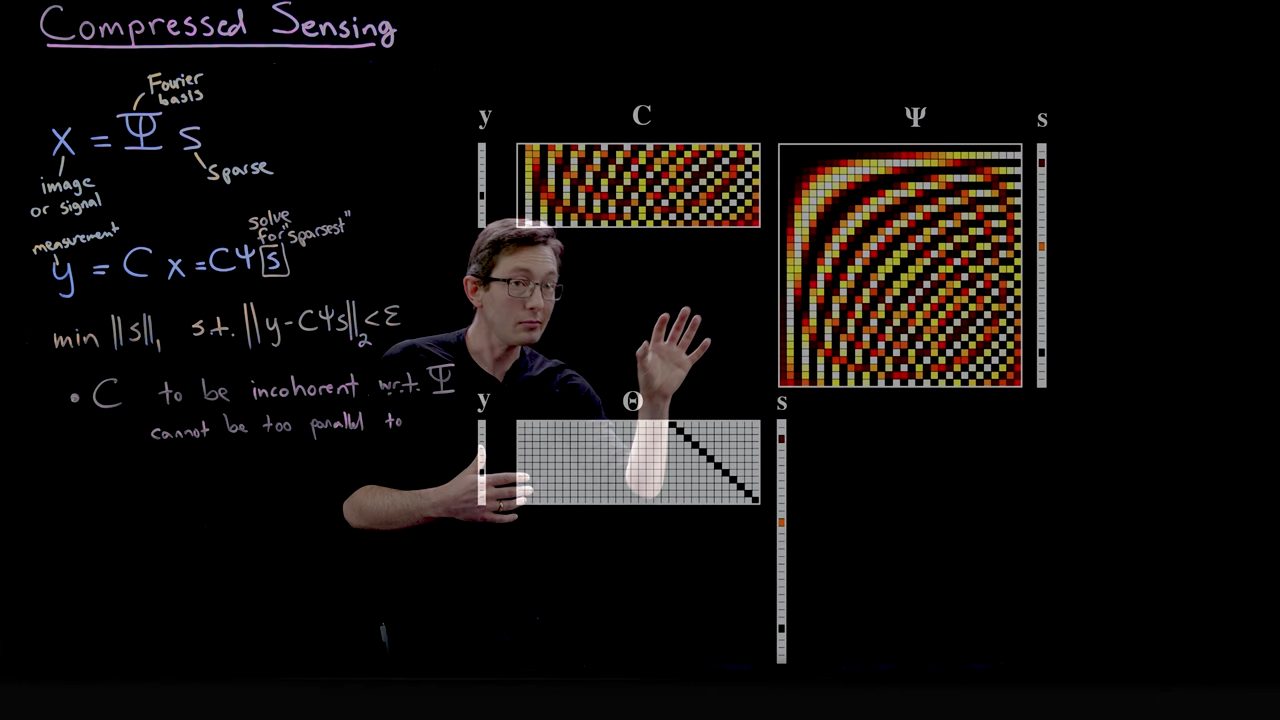 Compressed Sensing
Fourier
basis
x = Ψ s
sparse
image
or signal
solve
for "sparsest"
measurement
y = C x = CΨ s
min ||s||₁ s.t. ||y-CΨs||₂ < ε
• C to be incohorent w.r.t. Ψ
cannot be too parallel to
y C Ψ s
y Θ s